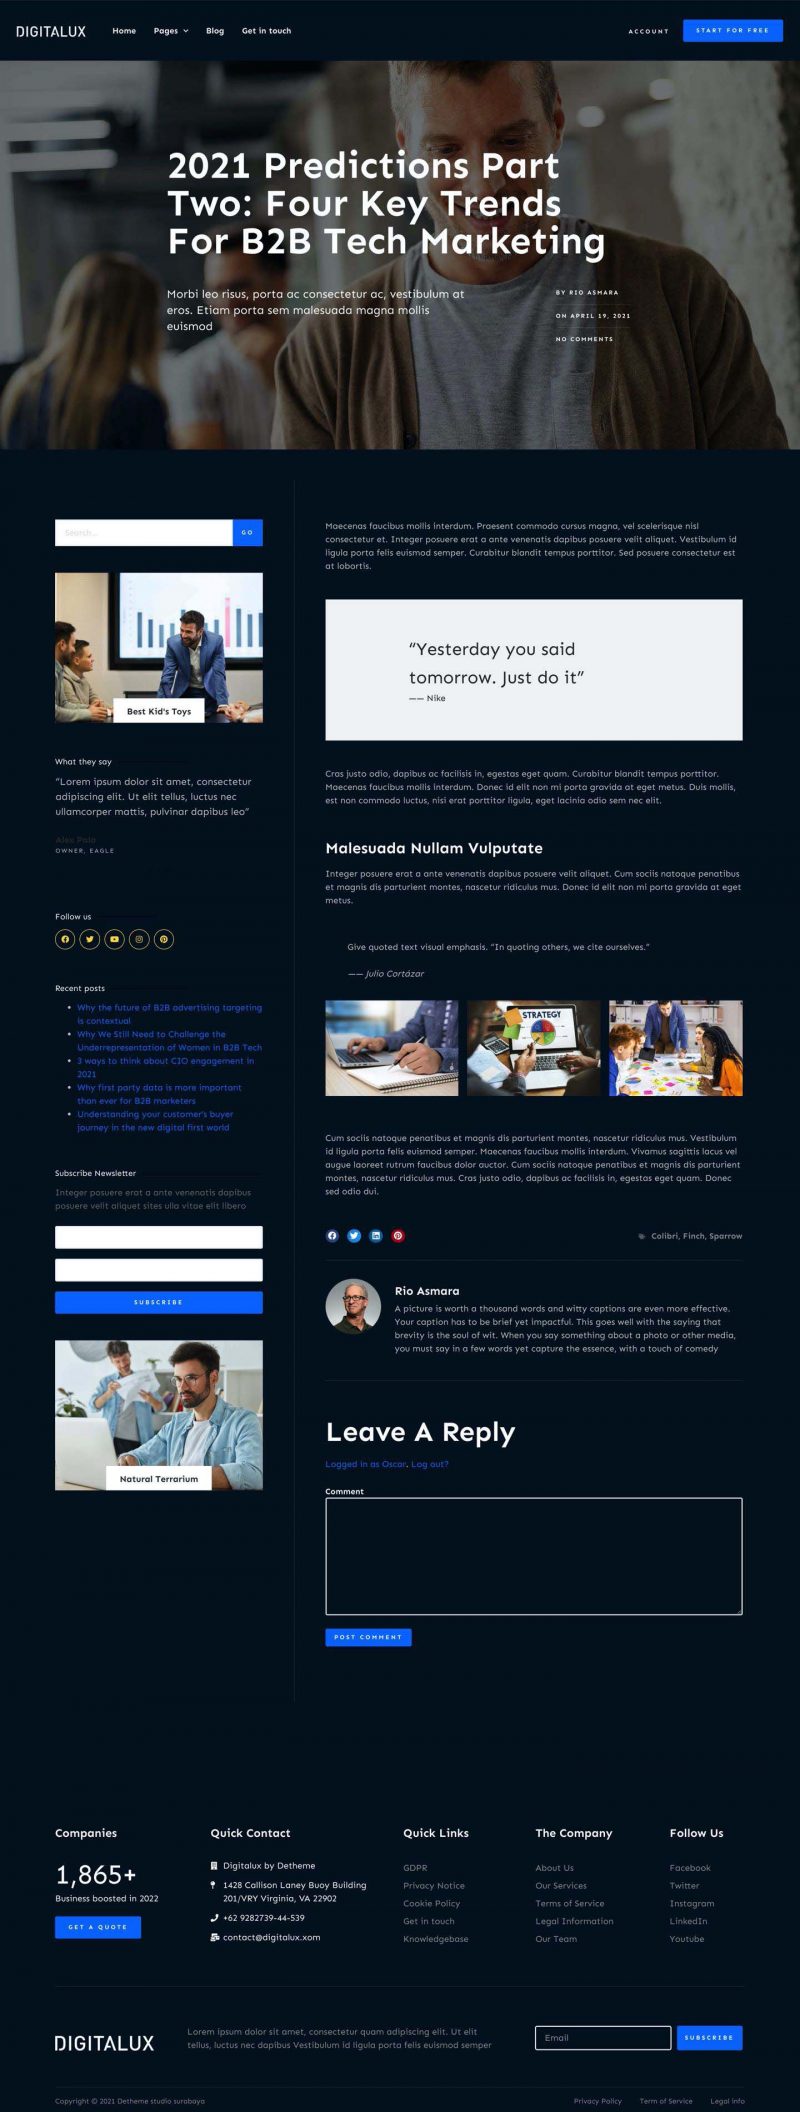 DIGITALUX
Home
Pages
Blog
Get in touch
ACCOUNT
START FOR FREE
2021 Predictions Part
Two: Four Key Trends
For B2B Tech Marketing
Morbi leo risus, porta ac consectetur ac, vestibulum at
eros. Etiam porta sem malesuada magna mollis
euismod
BY RIO ASMARA
ON APRIL 19, 2021
NO COMMENTS
Search...
GO
Best Kid's Toys
What they say
“Lorem ipsum dolor sit amet, consectetur
adipiscing elit. Ut elit tellus, luctus nec
ullamcorper mattis, pulvinar dapibus leo”
Alex Palo
OWNER, EAGLE
Follow us
Recent posts
Why the future of B2B advertising targeting
is contextual
Why We Still Need to Challenge the
Underrepresentation of Women in B2B Tech
3 ways to think about CIO engagement in
2021
Why first party data is more important
than ever for B2B marketers
Understanding your customer's buyer
journey in the new digital first world
Subscribe Newsletter
Integer posuere erat a ante venenatis dapibus
posuere velit aliquet sites ulla vitae elit libero
SUBSCRIBE
Natural Terrarium
Maecenas faucibus mollis interdum. Praesent commodo cursus magna, vel scelerisque nisl
consectetur et. Integer posuere erat a ante venenatis dapibus posuere velit aliquet. Vestibulum id
ligula porta felis euismod semper. Curabitur blandit tempus porttitor. Sed posuere consectetur est
at lobortis.
“Yesterday you said
tomorrow. Just do it”
—— Nike
Cras justo odio, dapibus ac facilisis in, egestas eget quam. Curabitur blandit tempus porttitor.
Maecenas faucibus mollis interdum. Donec id elit non mi porta gravida at eget metus. Duis mollis,
est non commodo luctus, nisi erat porttitor ligula, eget lacinia odio sem nec elit.
Malesuada Nullam Vulputate
Integer posuere erat a ante venenatis dapibus posuere velit aliquet. Cum sociis natoque penatibus
et magnis dis parturient montes, nascetur ridiculus mus. Donec id elit non mi porta gravida at eget
metus.
Give quoted text visual emphasis. “In quoting others, we cite ourselves.”
—— Julio Cortázar
STRATEGY
Cum sociis natoque penatibus et magnis dis parturient montes, nascetur ridiculus mus. Vestibulum
id ligula porta felis euismod semper. Maecenas faucibus mollis interdum. Vivamus sagittis lacus vel
augue laoreet rutrum faucibus dolor auctor. Cum sociis natoque penatibus et magnis dis parturient
montes, nascetur ridiculus mus. Cras justo odio, dapibus ac facilisis in, egestas eget quam. Donec
sed odio dui.
Colibri, Finch, Sparrow
Rio Asmara
A picture is worth a thousand words and witty captions are even more effective.
Your caption has to be brief yet impactful. This goes well with the saying that
brevity is the soul of wit. When you say something about a photo or other media,
you must say in a few words yet capture the essence, with a touch of comedy
Leave A Reply
Logged in as Oscar. Log out?
Comment
POST COMMENT
Companies
1,865+
Business boosted in 2022
GET A QUOTE
Quick Contact
Digitalux by Detheme
1428 Callison Laney Buoy Building
201/VRY Virginia, VA 22902
+62 9282739-44-539
contact@digitalux.xom
Quick Links
GDPR
Privacy Notice
Cookie Policy
Get in touch
Knowledgebase
The Company
About Us
Our Services
Terms of Service
Legal Information
Our Team
Follow Us
Facebook
Twitter
Instagram
LinkedIn
Youtube
DIGITALUX
Lorem ipsum dolor sit amet, consectetur quam adipiscing elit. Ut elit
tellus, luctus nec dapibus Vestibulum id ligula porta felis euismod semper
Email
SUBSCRIBE
Copyright © 2021 Detheme studio surabaya
Privacy Policy
Term of Service
Legal info